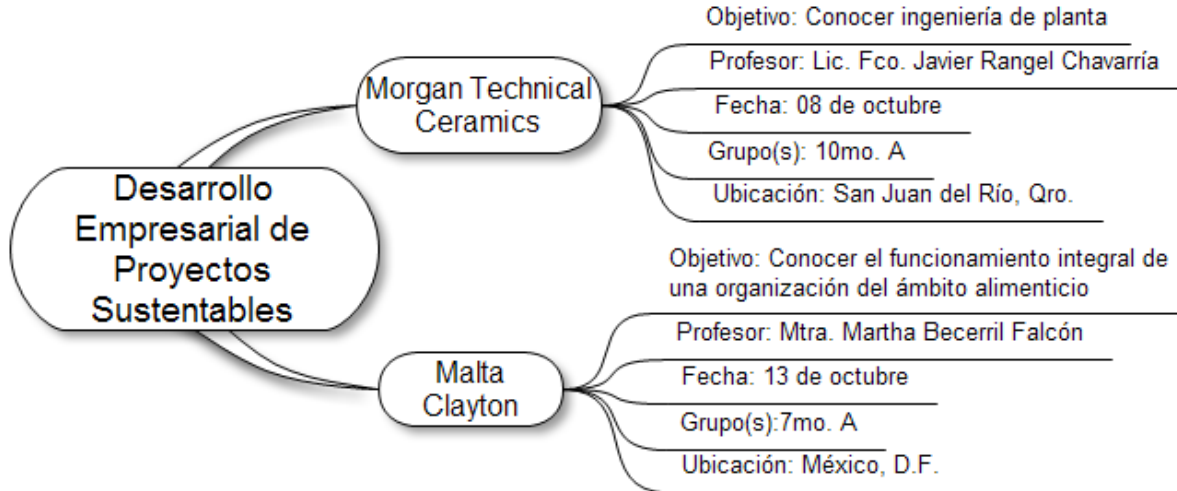 Desarrollo
Empresarial de
Proyectos
Sustentables
Morgan Technical
Ceramics
Objetivo: Conocer ingeniería de planta
Profesor: Lic. Fco. Javier Rangel Chavarría
Fecha: 08 de octubre
Grupo(s): 10mo. A
Ubicación: San Juan del Río, Qro.
Malta
Clayton
Objetivo: Conocer el funcionamiento integral de
una organización del ámbito alimenticio
Profesor: Mtra. Martha Becerril Falcón
Fecha: 13 de octubre
Grupo(s):7mo. A
Ubicación: México, D.F.